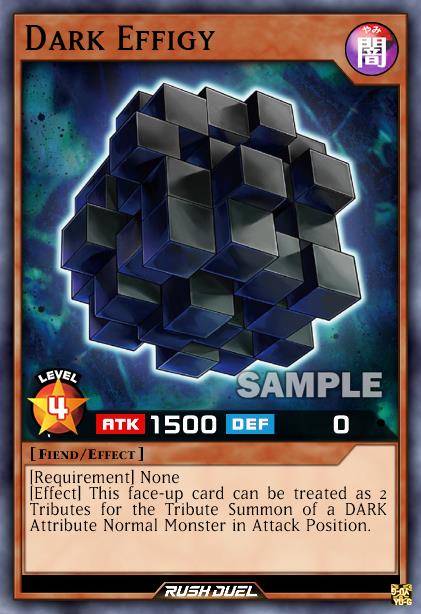 DARK EFFIGY
やみ
闇
SAMPLE
LEVEL
4
ATK 1500 DEF 0
[FIEND/EFFECT]
[Requirement] None
[Effect] This face-up card can be treated as 2
Tributes for the Tribute Summon of a DARK
Attribute Normal Monster in Attack Position.
RUSH DUEL